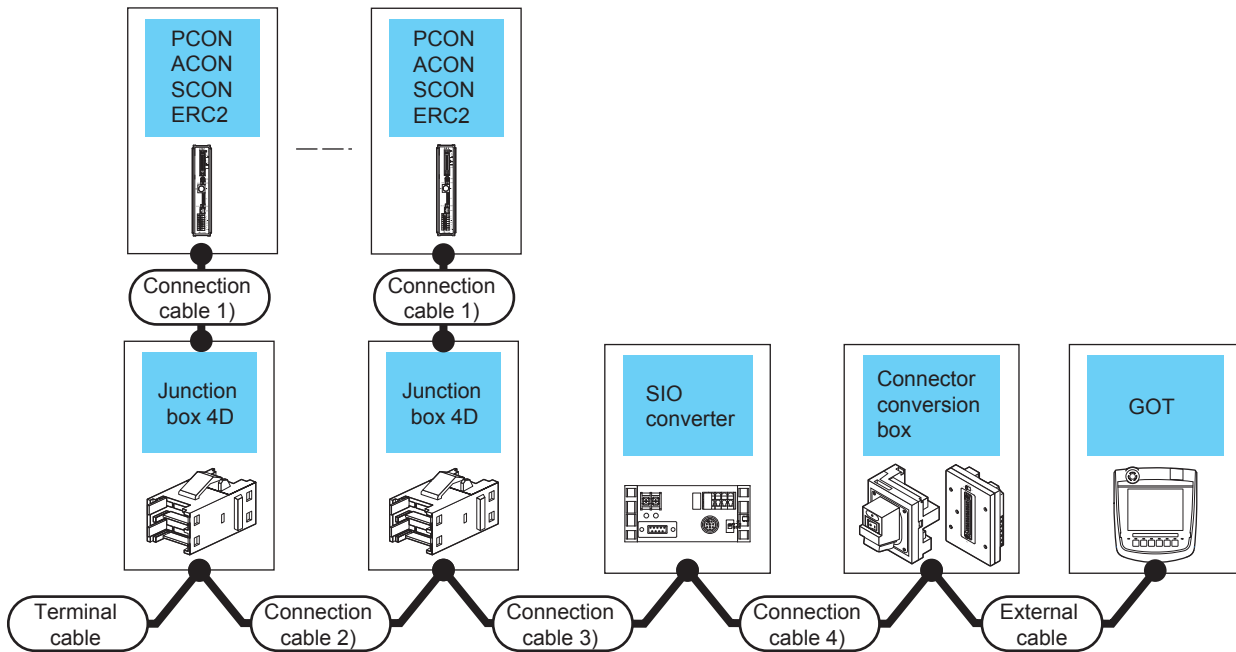 PCON
ACON
SCON
ERC2
PCON
ACON
SCON
ERC2
Connection
cable 1)
Connection
cable 1)
Junction
box 4D
Junction
box 4D
SIO
converter
Connector
conversion
box
GOT
Terminal
cable
Connection
cable 2)
Connection
cable 3)
Connection
cable 4)
External
cable